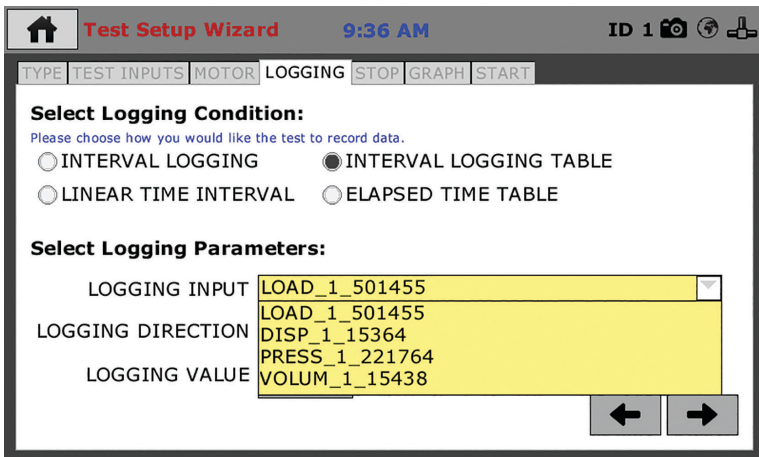 Test Setup Wizard 9:36 AM ID 1
TYPE TEST INPUTS MOTOR LOGGING STOP GRAPH START
Select Logging Condition:
Please choose how you would like the test to record data.
INTERVAL LOGGING INTERVAL LOGGING TABLE
LINEAR TIME INTERVAL ELAPSED TIME TABLE
Select Logging Parameters:
LOGGING INPUT LOAD_1_501455
LOAD_1_501455
LOGGING DIRECTION DISP_1_15364
PRESS_1_221764
LOGGING VALUE VOLUM_1_15438